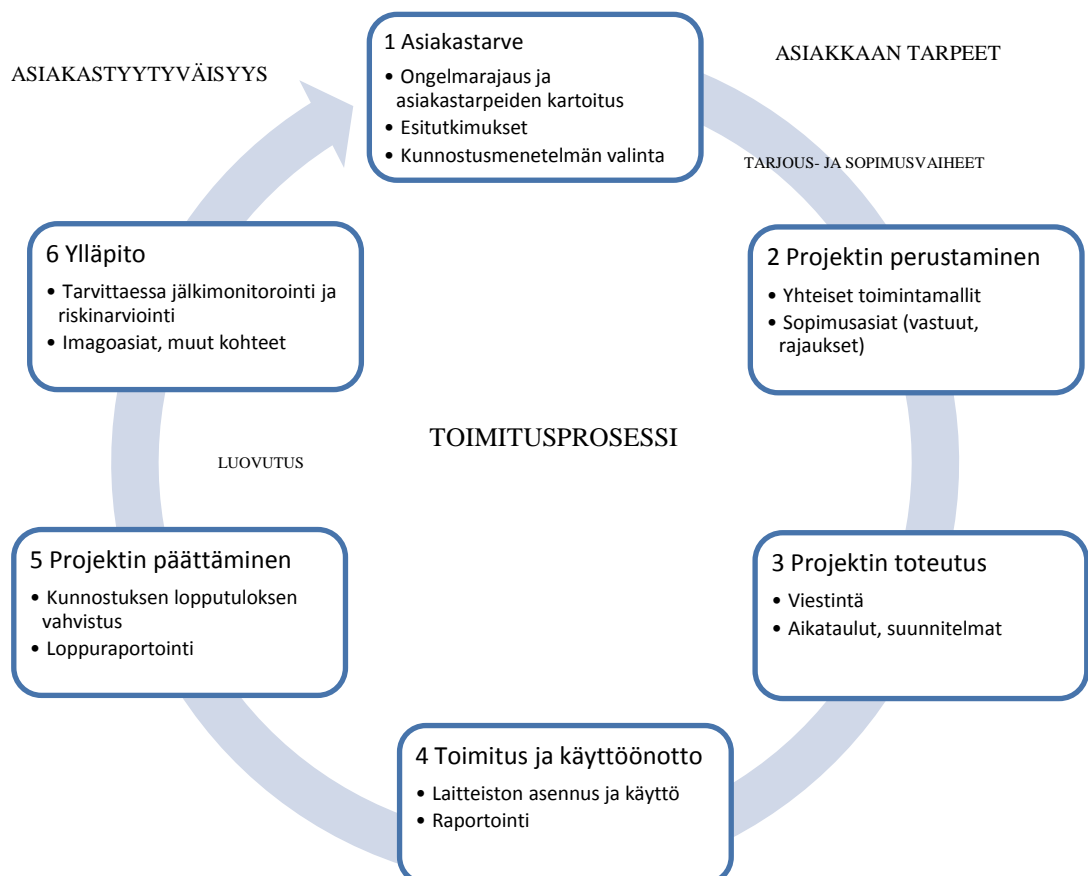 ASIAKASTYYTYVÄISYYS
1 Asiakastarve
• Ongelmarajaus ja
asiakastarpeiden kartoitus
• Esitutkimukset
• Kunnostusmenetelmän valinta
ASIAKKAAN TARPEET
TARJOUS- JA SOPIMUSVAIHEET
2 Projektin perustaminen
• Yhteiset toimintamallit
• Sopimusasiat (vastuut,
rajaukset)
3 Projektin toteutus
• Viestintä
• Aikataulut, suunnitelmat
4 Toimitus ja käyttöönotto
• Laitteiston asennus ja käyttö
• Raportointi
5 Projektin päättäminen
• Kunnostuksen lopputuloksen
vahvistus
• Loppuraportointi
LUOVUTUS
6 Ylläpito
• Tarvittaessa jälkimonitorointi ja
riskinarviointi
• Imagoasiat, muut kohteet
TOIMITUSPROSESSI